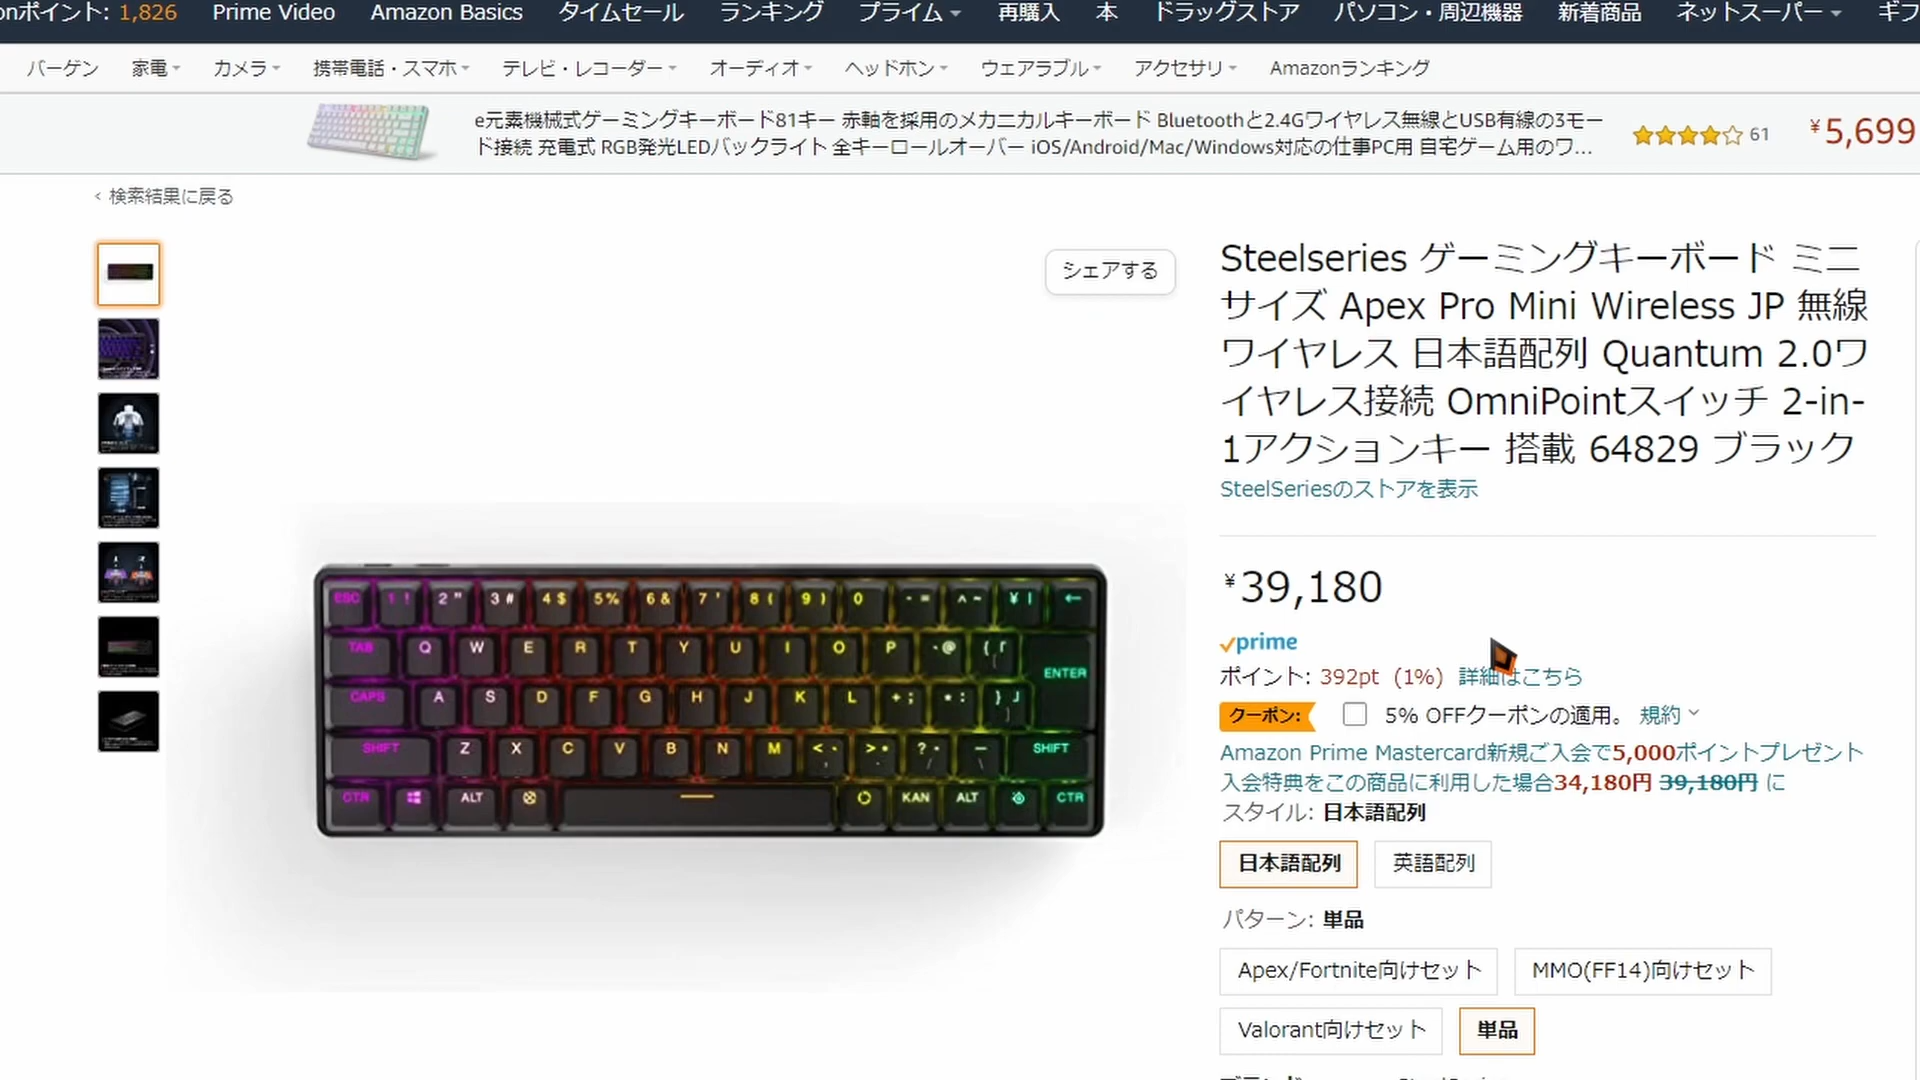 onポイント: 1,826 Prime Video Amazon Basics タイムセール ランキング プライム 再購入 本 ドラッグストア パソコン・周辺機器 新着商品 ネットスーパー ギフ
バーゲン 家電 カメラ 携帯電話・スマホ テレビ・レコーダー オーディオ ヘッドホン ウェアラブル アクセサリ Amazonランキング
e元素機械式ゲーミングキーボード81キー 赤軸を採用のメカニカルキーボード Bluetoothと2.4Gワイヤレス無線とUSB有線の3モー
ド接続 充電式 RGB発光LEDバックライト 全キーロールオーバー iOS/Android/Mac/Windows対応の仕事PC用 自宅ゲーム用のワ...
61
¥5,699
‹ 検索結果に戻る
シェアする
Steelseries ゲーミングキーボード ミニ
サイズ Apex Pro Mini Wireless JP 無線
ワイヤレス 日本語配列 Quantum 2.0ワ
イヤレス接続 OmniPointスイッチ 2-in-
1アクションキー 搭載 64829 ブラック
SteelSeriesのストアを表示
¥39,180
prime
ポイント: 392pt (1%) 詳細はこちら
クーポン: 5% OFFクーポンの適用。 規約
Amazon Prime Mastercard新規ご入会で5,000ポイントプレゼント
入会特典をこの商品に利用した場合34,180円 39,180円 に
スタイル: 日本語配列
日本語配列 英語配列
パターン: 単品
Apex/Fortnite向けセット MMO(FF14)向けセット
Valorant向けセット 単品
ESC 1 ! 2 " 3 # 4 $ 5 % 6 & 7 ' 8 ( 9 ) 0 - = ^ ~ ¥ | ←
TAB Q W E R T Y U I O P ` @ { [ 「
ENTER
CAPS A S D F G H J K L + ; * : } ] 」
SHIFT Z X C V B N M < , > . ? / _ SHIFT
CTR ALT KAN ALT CTR